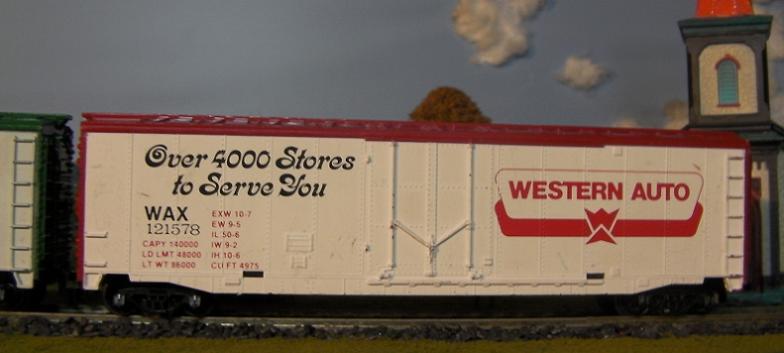 Over 4000 Stores
to Serve You
WAX
121578
CAPY 140000
LD LMT 48000
LT WT 86000
EXW 10-7
EW 9-5
IL 50-6
IW 9-2
IH 10-6
CU FT 4975
WESTERN AUTO